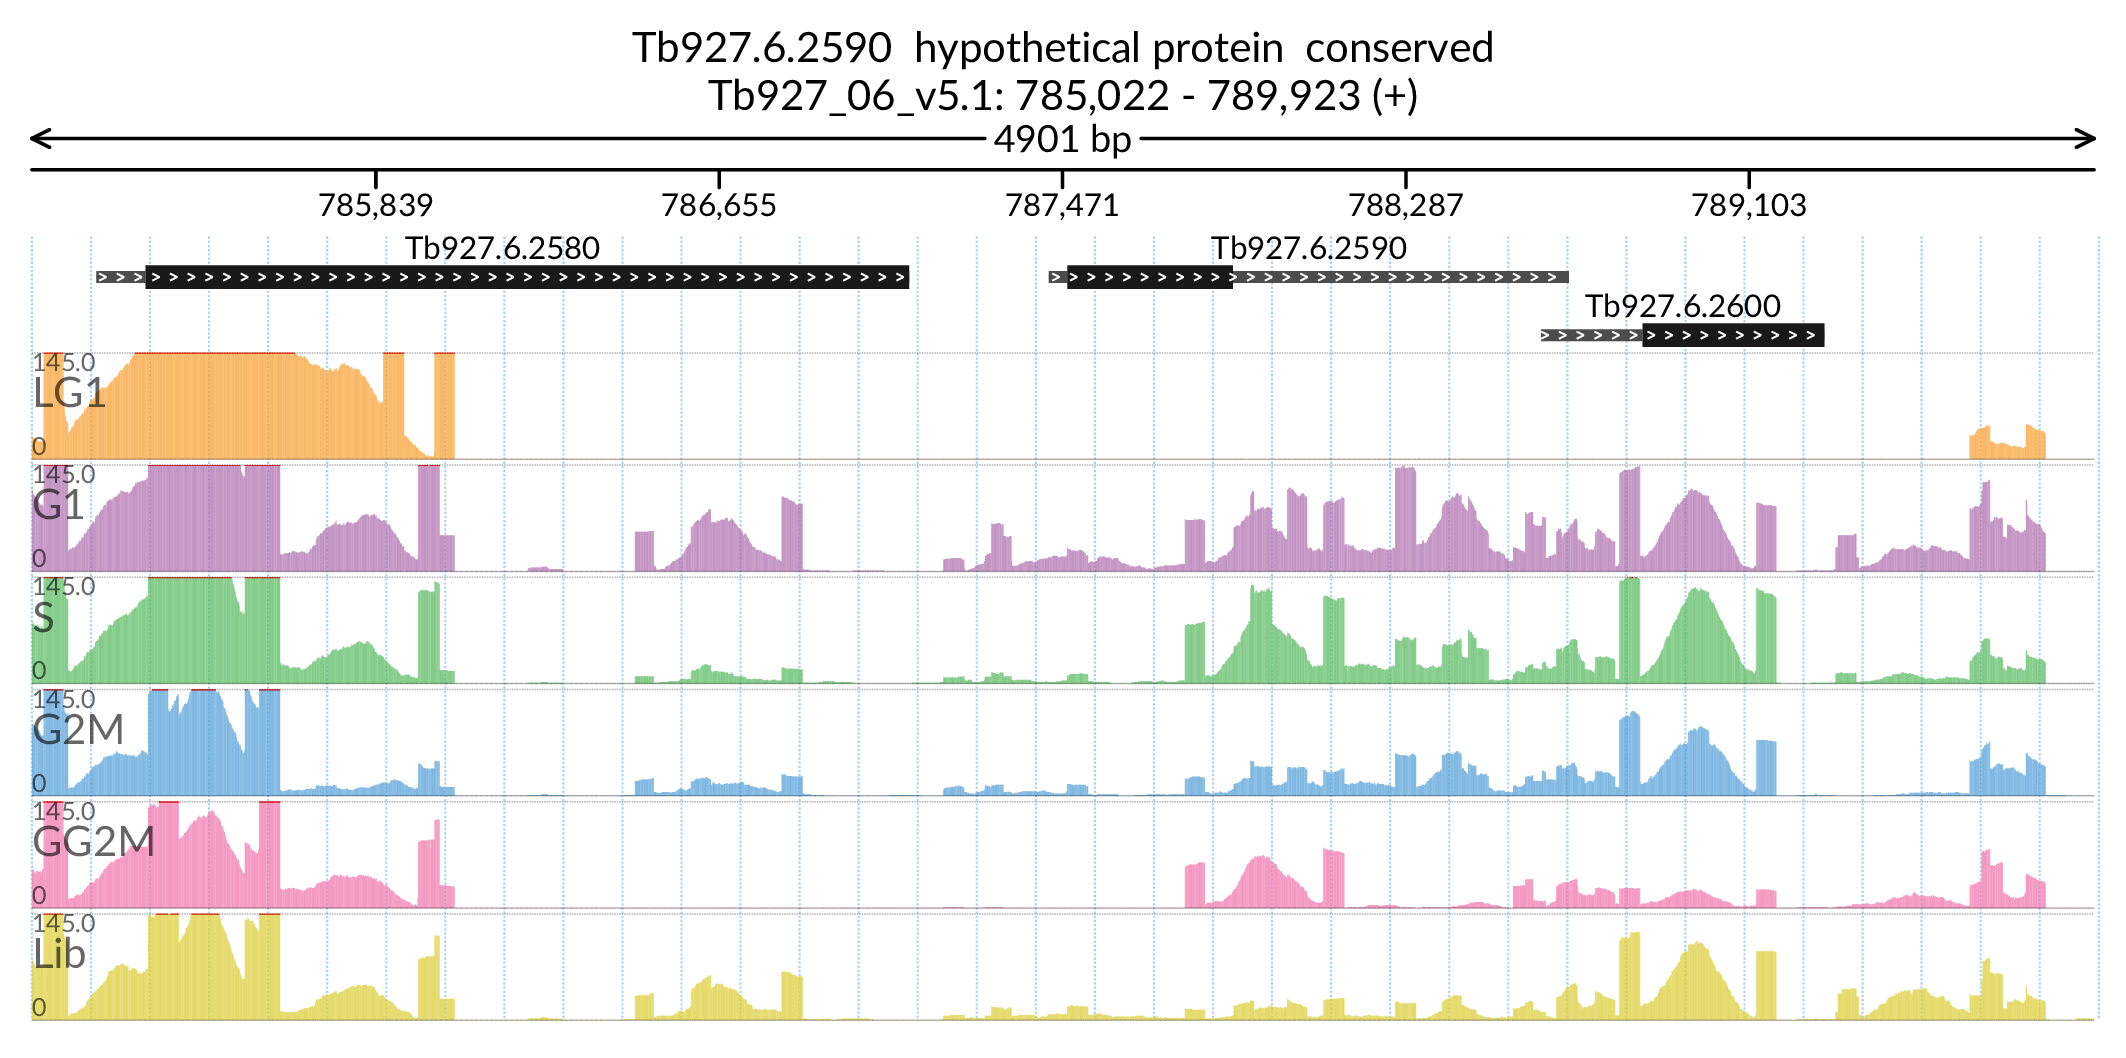 Tb927.6.2590  hypothetical protein  conserved
Tb927_06_v5.1: 785,022 - 789,923 (+)
4901 bp
785,839 786,655 787,471 788,287 789,103
Tb927.6.2580 Tb927.6.2590
Tb927.6.2600
145.0
LG1
0
145.0
G1
0
145.0
S
0
145.0
G2M
0
145.0
GG2M
0
145.0
Lib
0